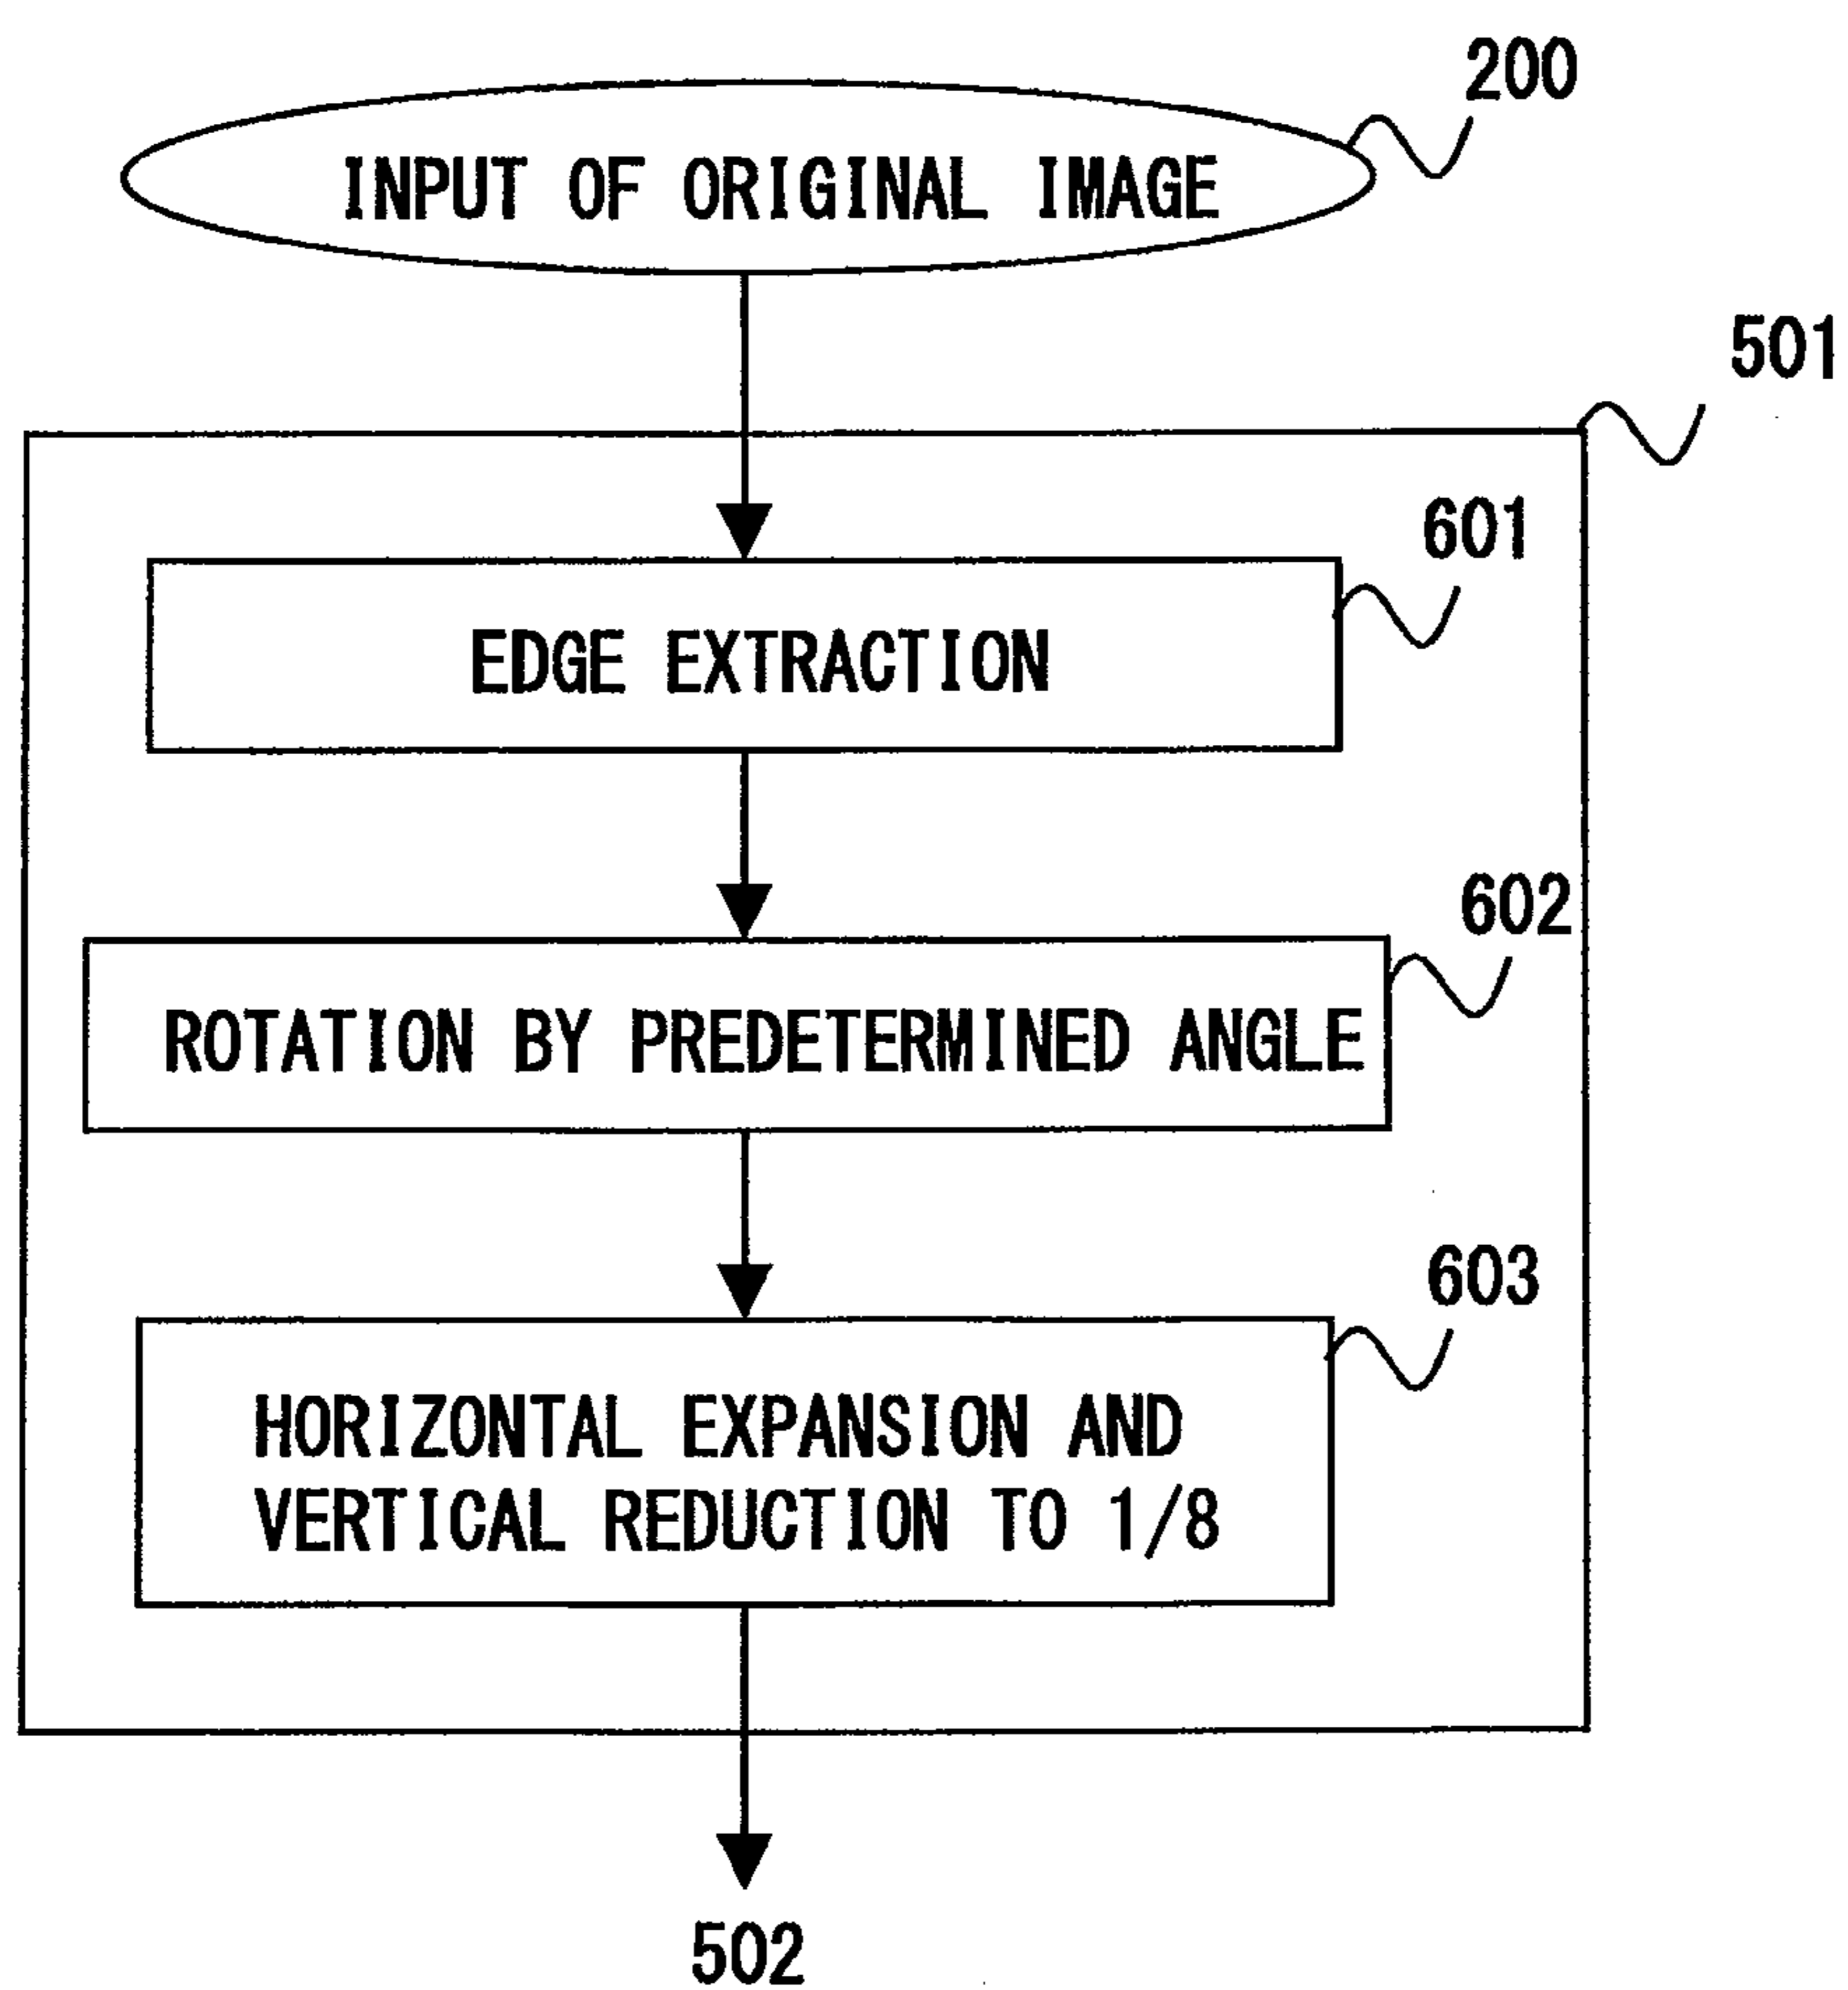 200
INPUT OF ORIGINAL IMAGE
501
601
EDGE EXTRACTION
602
ROTATION BY PREDETERMINED ANGLE
603
HORIZONTAL EXPANSION AND
VERTICAL REDUCTION TO 1/8
502